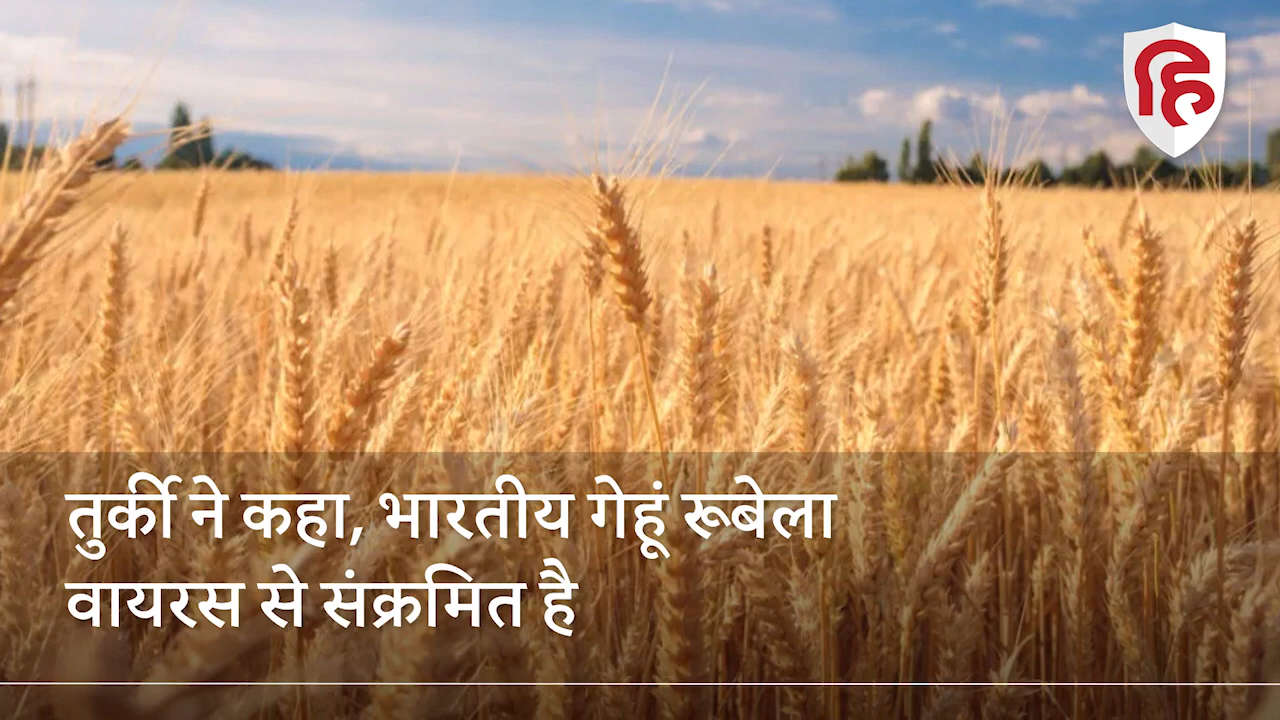 हि
तुर्की ने कहा, भारतीय गेहूं रूबेला
वायरस से संक्रमित है